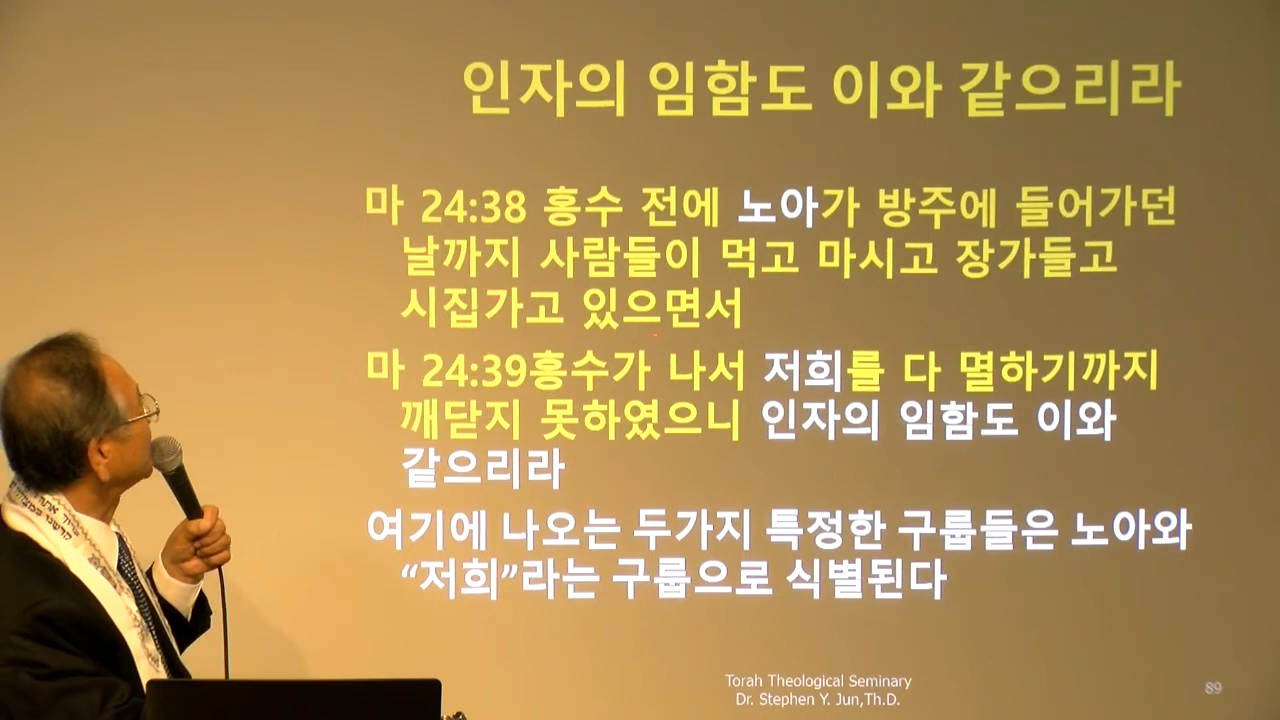 인자의 임함도 이와 같으리라
마 24:38 홍수 전에 노아가 방주에 들어가던
날까지 사람들이 먹고 마시고 장가들고
시집가고 있으면서
마 24:39홍수가 나서 저희를 다 멸하기까지
깨닫지 못하였으니 인자의 임함도 이와
같으리라
여기에 나오는 두가지 특정한 구룹들은 노아와
“저희”라는 구룹으로 식별된다
Torah Theological Seminary
Dr. Stephen Y. Jun,Th.D.
89